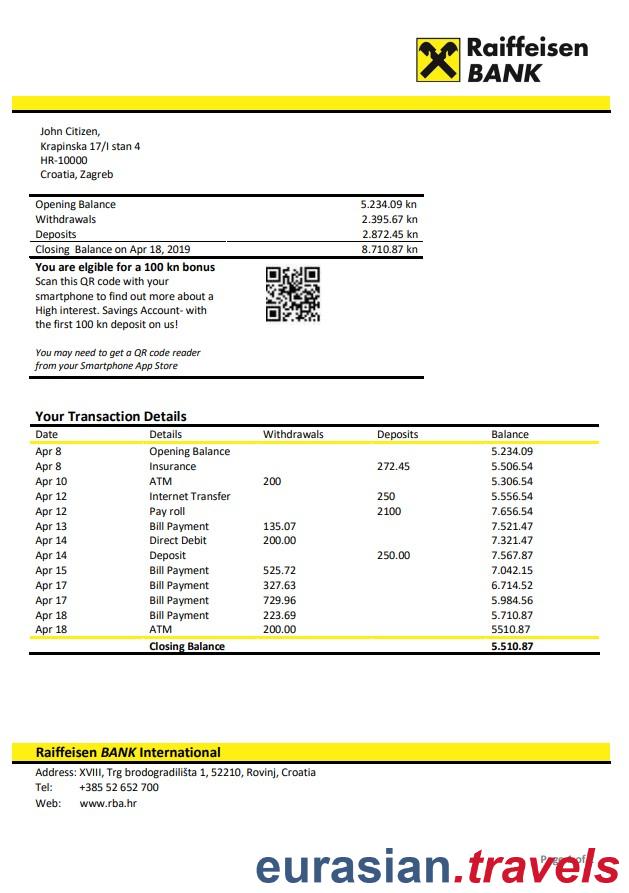 Raiffeisen
BANK
John Citizen,
Krapinska 17/I stan 4
HR-10000
Croatia, Zagreb
Opening Balance 5.234.09 kn
Withdrawals 2.395.67 kn
Deposits 2.872.45 kn
Closing Balance on Apr 18, 2019 8.710.87 kn
You are elgible for a 100 kn bonus
Scan this QR code with your
smartphone to find out more about a
High interest. Savings Account- with
the first 100 kn deposit on us!
You may need to get a QR code reader
from your Smartphone App Store
Your Transaction Details
Date Details Withdrawals Deposits Balance
Apr 8 Opening Balance 5.234.09
Apr 8 Insurance 272.45 5.506.54
Apr 10 ATM 200 5.306.54
Apr 12 Internet Transfer 250 5.556.54
Apr 12 Pay roll 2100 7.656.54
Apr 13 Bill Payment 135.07 7.521.47
Apr 14 Direct Debit 200.00 7.321.47
Apr 14 Deposit 250.00 7.567.87
Apr 15 Bill Payment 525.72 7.042.15
Apr 17 Bill Payment 327.63 6.714.52
Apr 17 Bill Payment 729.96 5.984.56
Apr 18 Bill Payment 223.69 5.710.87
Apr 18 ATM 200.00 5510.87
Closing Balance 5.510.87
Raiffeisen BANK International
Address: XVIII, Trg brodogradilišta 1, 52210, Rovinj, Croatia
Tel: +385 52 652 700
Web: www.rba.hr
eurasian.travels